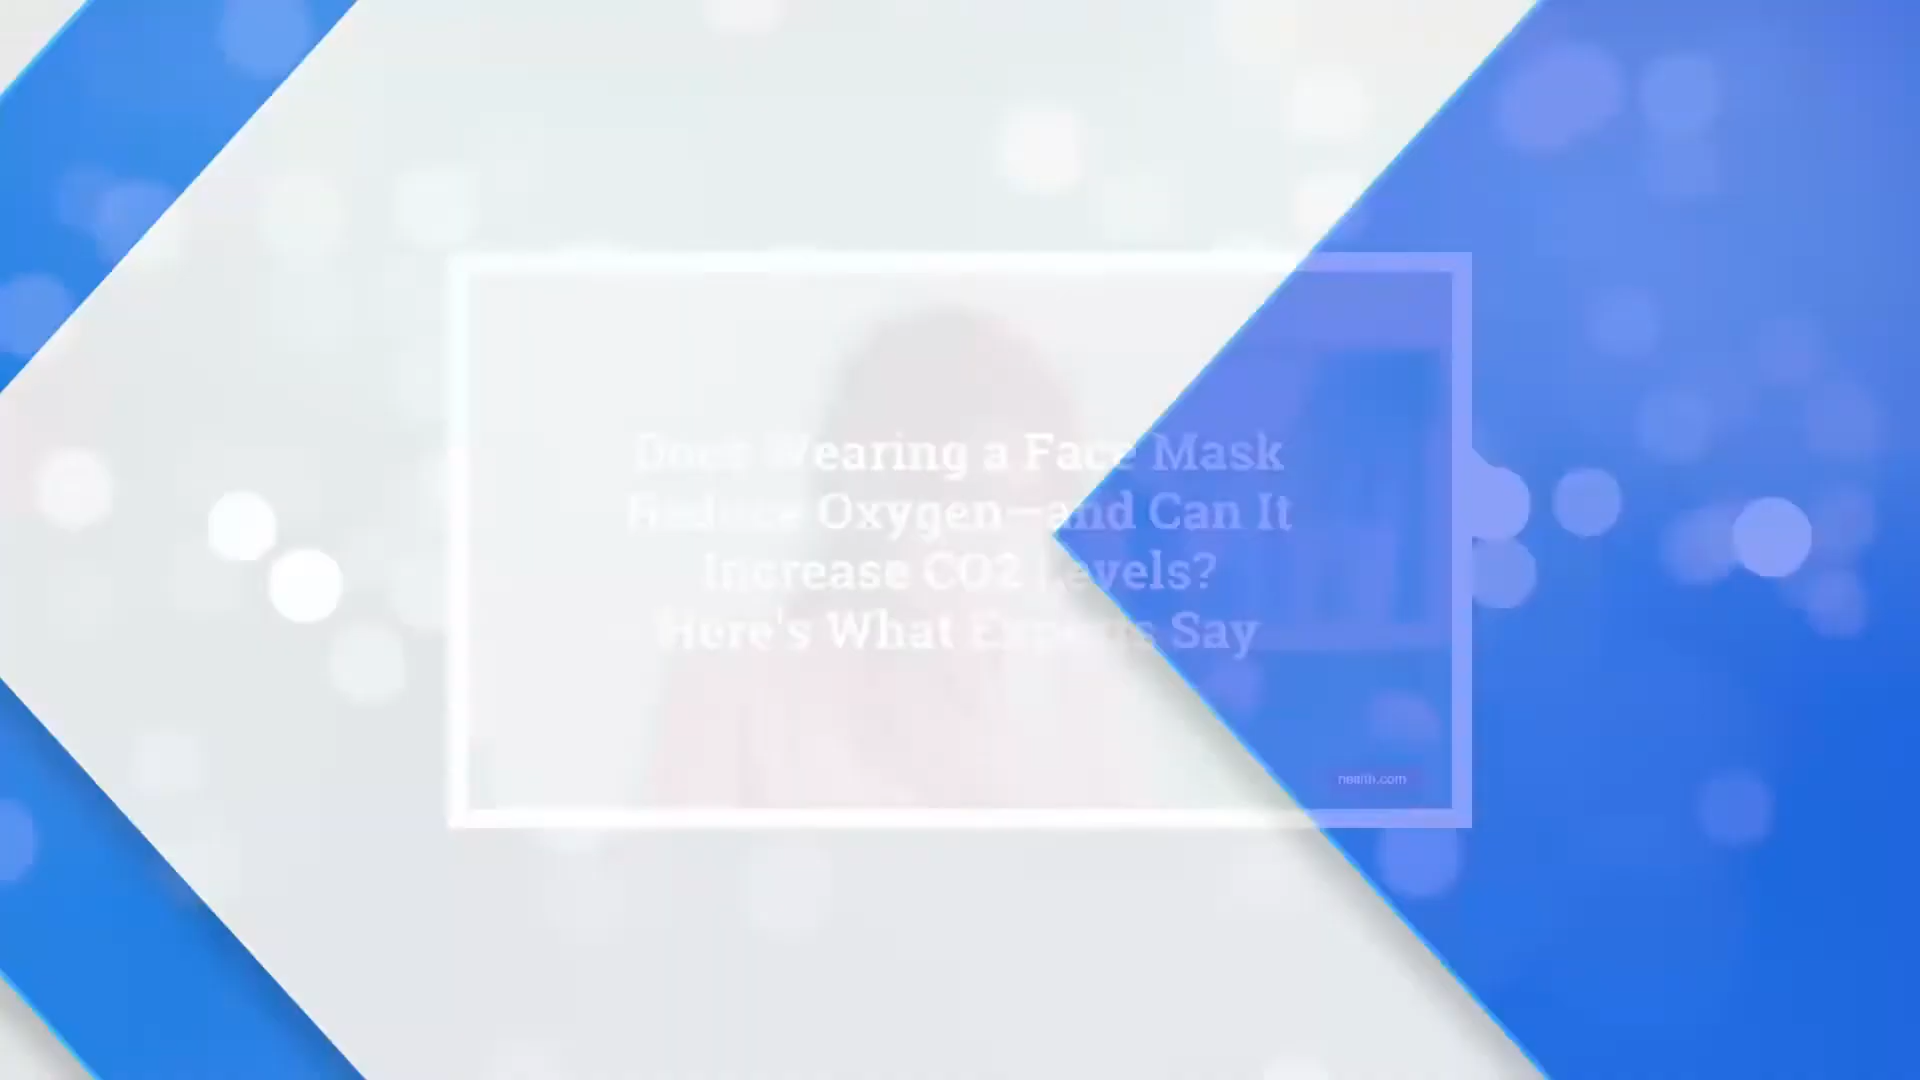 Does Wearing a Face Mask
Reduce Oxygen—and Can It
Increase CO2 Levels?
Here's What Experts Say
health.com